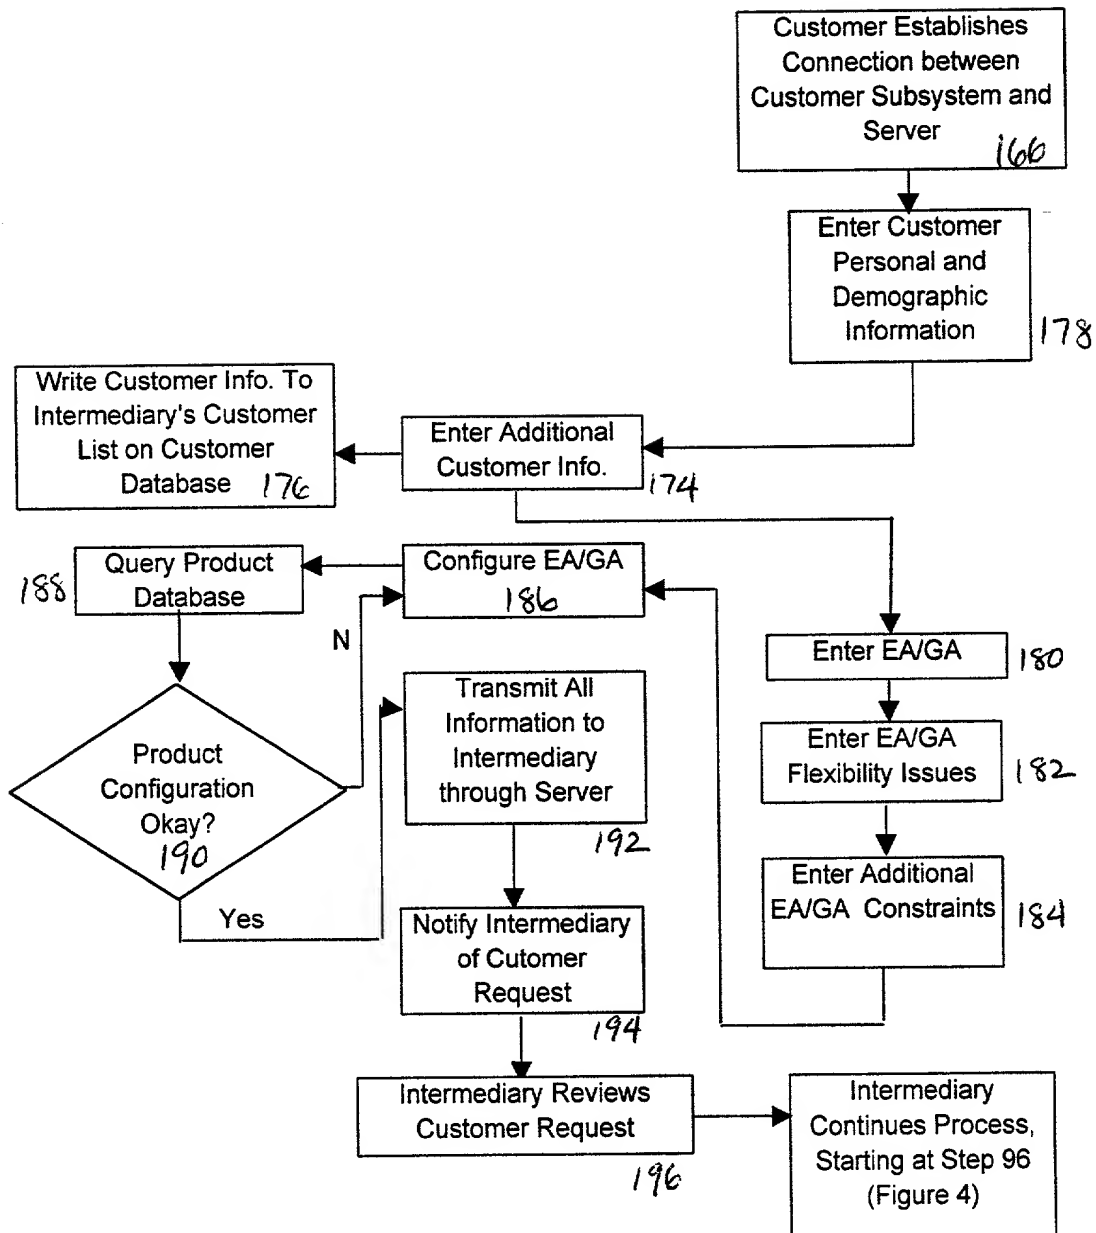 Customer Establishes
Connection between
Customer Subsystem and
Server
166
Enter Customer
Personal and
Demographic
Information
178
Write Customer Info. To
Intermediary's Customer
List on Customer
Database 176
Enter Additional
Customer Info.
174
188
Query Product
Database
Configure EA/GA
186
N
Enter EA/GA
180
Transmit All
Information to
Intermediary
through Server
192
Enter EA/GA
Flexibility Issues
182
Product
Configuration
Okay?
190
Enter Additional
EA/GA Constraints
184
Yes
Notify Intermediary
of Cutomer
Request
194
Intermediary Reviews
Customer Request
196
Intermediary
Continues Process,
Starting at Step 96
(Figure 4)